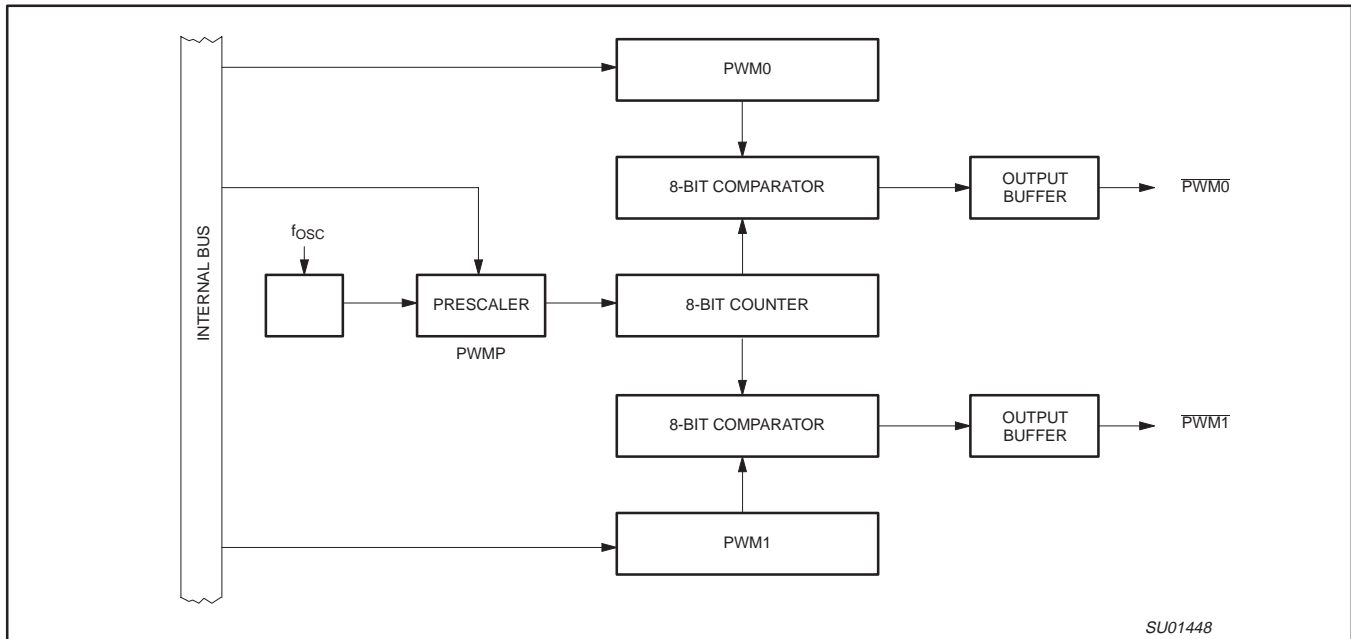 PWM0
8-BIT COMPARATOR
OUTPUT
BUFFER
PWM0
INTERNAL BUS
fOSC
PRESCALER
PWMP
8-BIT COUNTER
8-BIT COMPARATOR
OUTPUT
BUFFER
PWM1
PWM1
SU01448